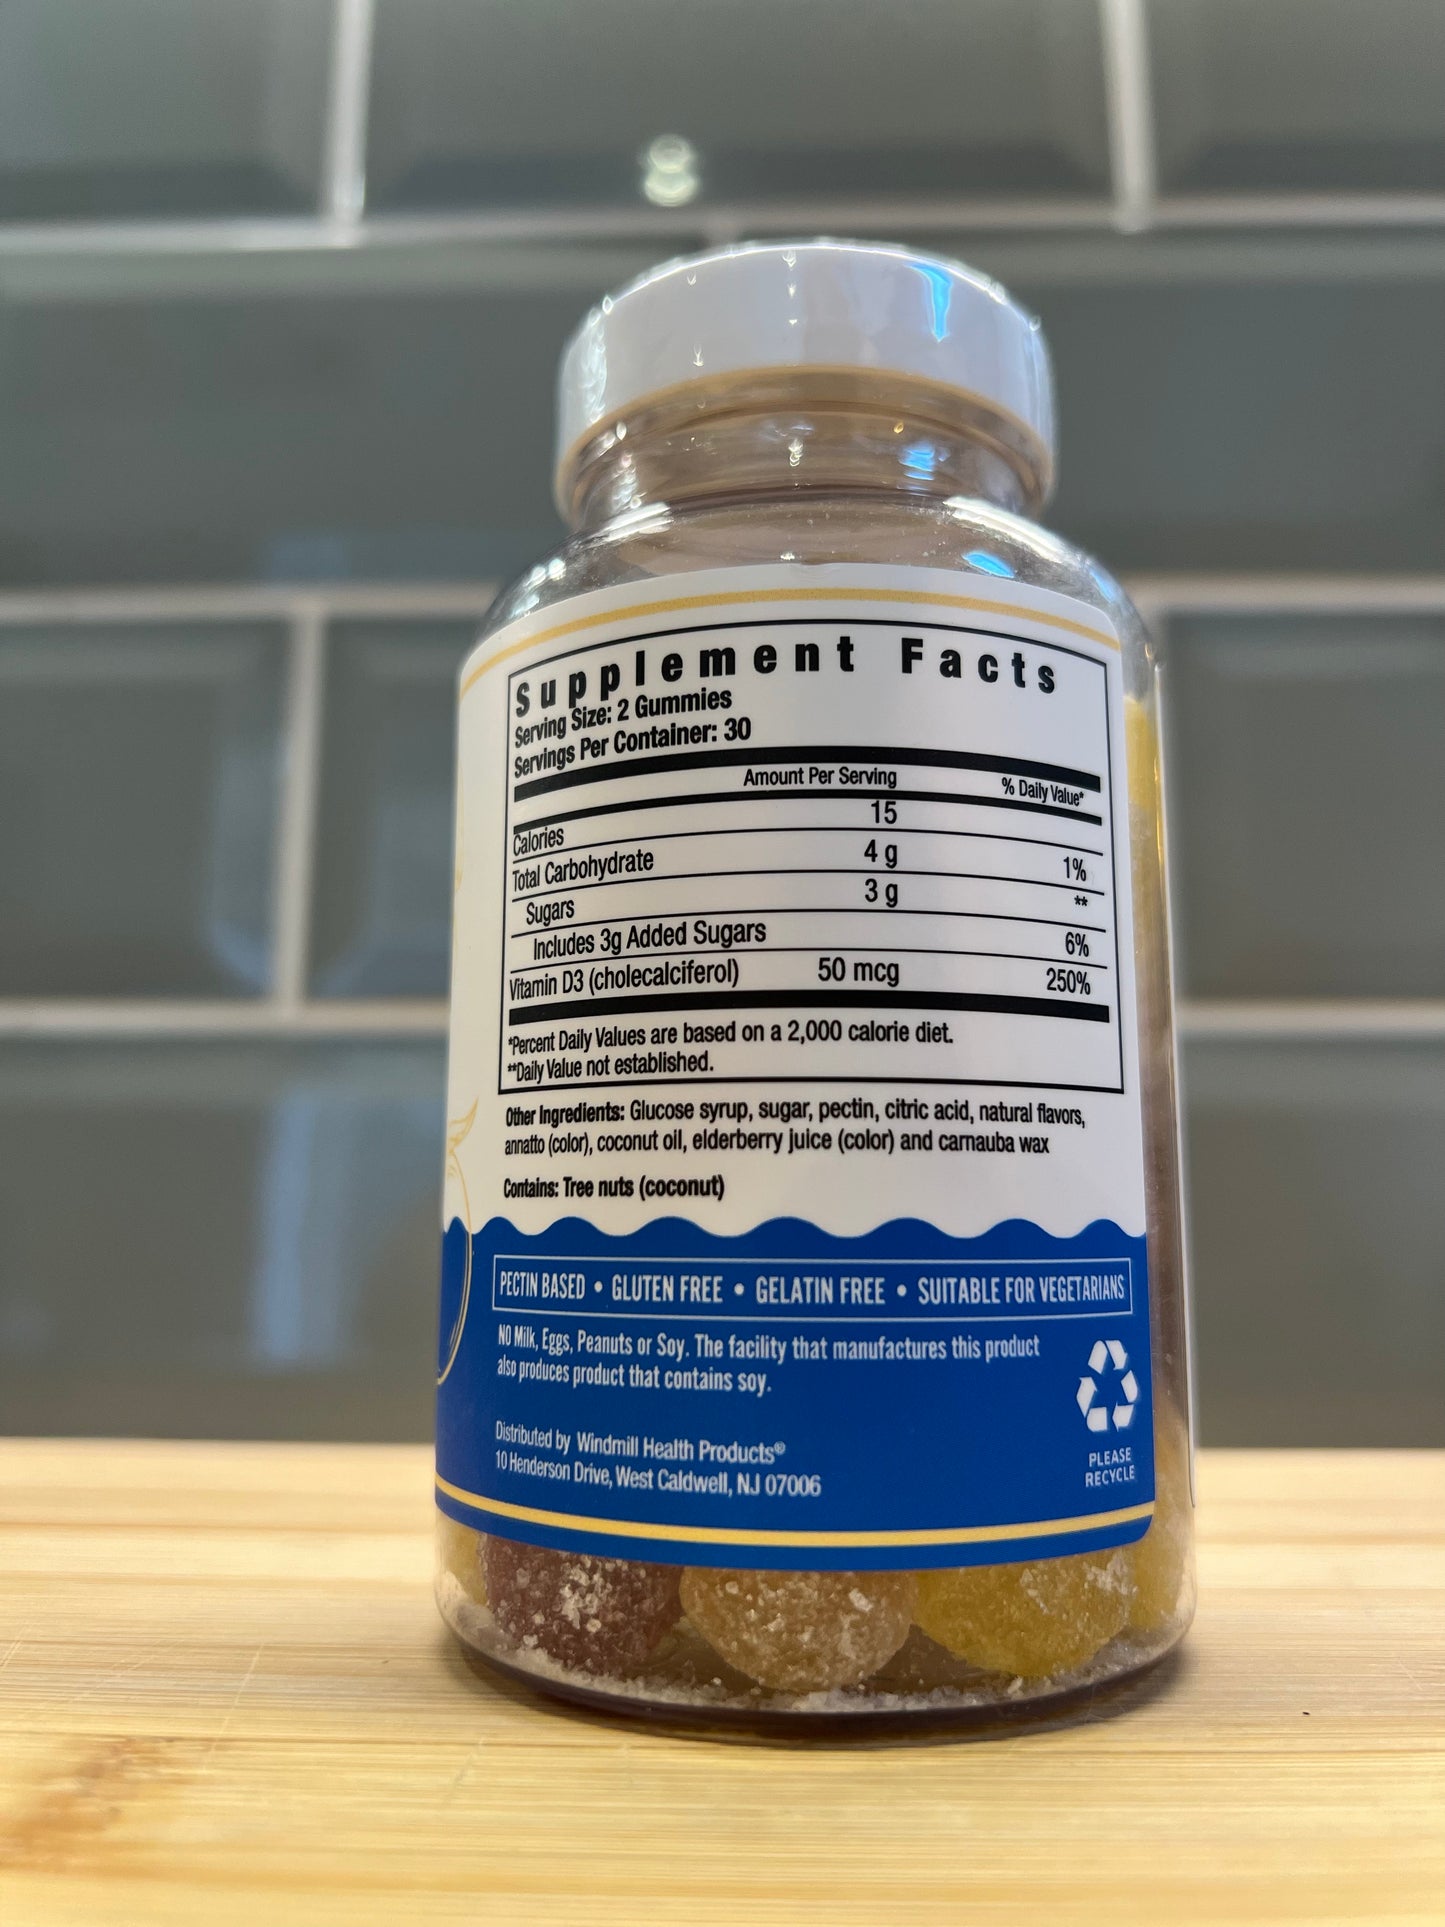 Supplement Facts
Serving Size: 2 Gummies
Servings Per Container: 30
Amount Per Serving % Daily Value*
Calories 15
Total Carbohydrate 4 g 1%
Sugars 3 g **
Includes 3g Added Sugars 6%
Vitamin D3 (cholecalciferol) 50 mcg 250%
*Percent Daily Values are based on a 2,000 calorie diet.
**Daily Value not established.
Other Ingredients: Glucose syrup, sugar, pectin, citric acid, natural flavors,
annatto (color), coconut oil, elderberry juice (color) and carnauba wax
Contains: Tree nuts (coconut)
PECTIN BASED • GLUTEN FREE • GELATIN FREE • SUITABLE FOR VEGETARIANS
NO Milk, Eggs, Peanuts or Soy. The facility that manufactures this product
also produces product that contains soy.
Distributed by Windmill Health Products®
10 Henderson Drive, West Caldwell, NJ 07006
PLEASE
RECYCLE